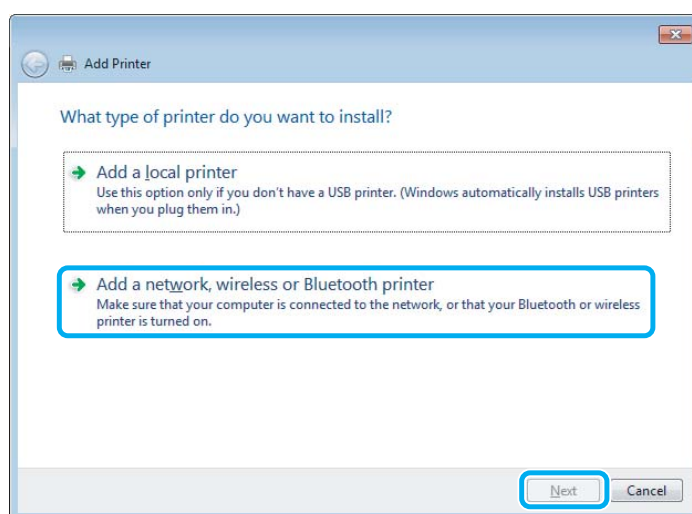 Add Printer
What type of printer do you want to install?
Add a local printer
Use this option only if you don't have a USB printer. (Windows automatically installs USB printers
when you plug them in.)
Add a network, wireless or Bluetooth printer
Make sure that your computer is connected to the network, or that your Bluetooth or wireless
printer is turned on.
Next Cancel